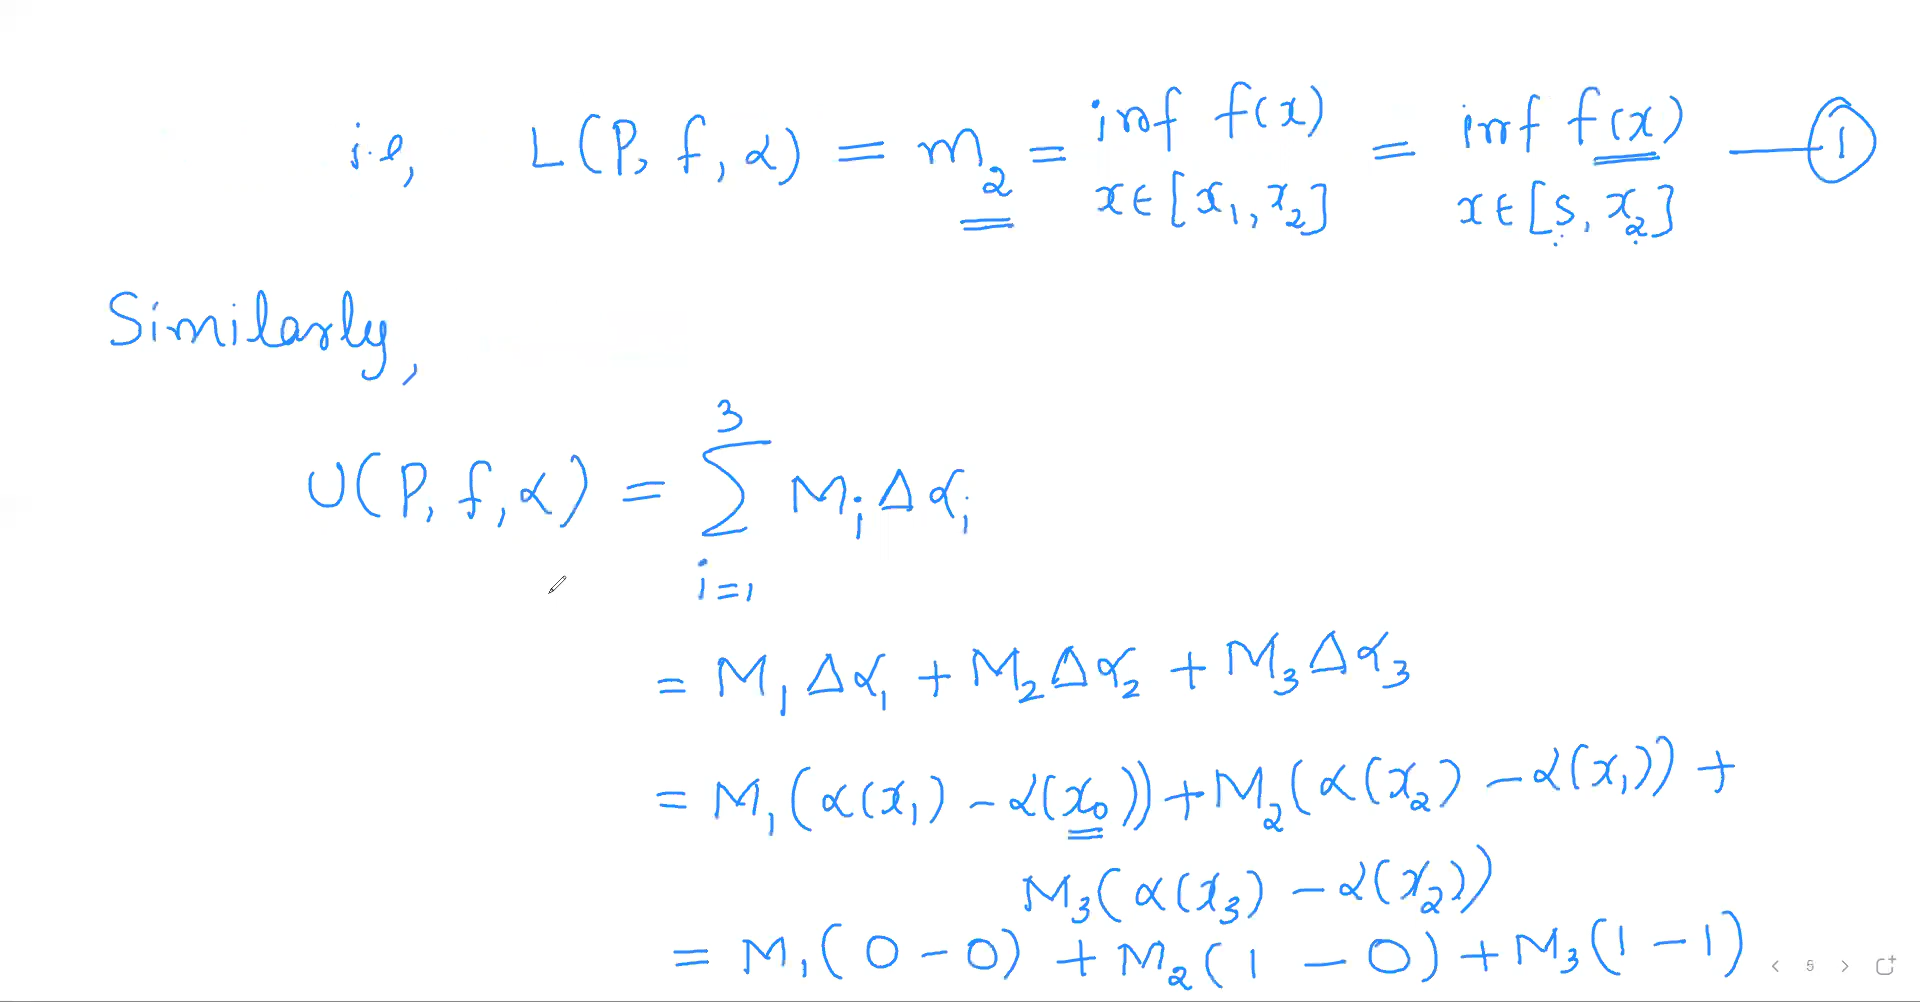 i.e, L(P, f, α) = m₂ = inf f(x) = inf f(x) — ①
x∈[x₁, x₂] x∈[s, x₂]
Similarly,
U(P, f, α) = 3 ∑ i=1 Mᵢ Δαᵢ
= M₁ Δα₁ + M₂ Δα₂ + M₃ Δα₃
= M₁(α(x₁) - α(x₀)) + M₂(α(x₂) - α(x₁)) +
M₃(α(x₃) - α(x₂))
= M₁(0 - 0) + M₂(1 - 0) + M₃(1 - 1)
< 5 >